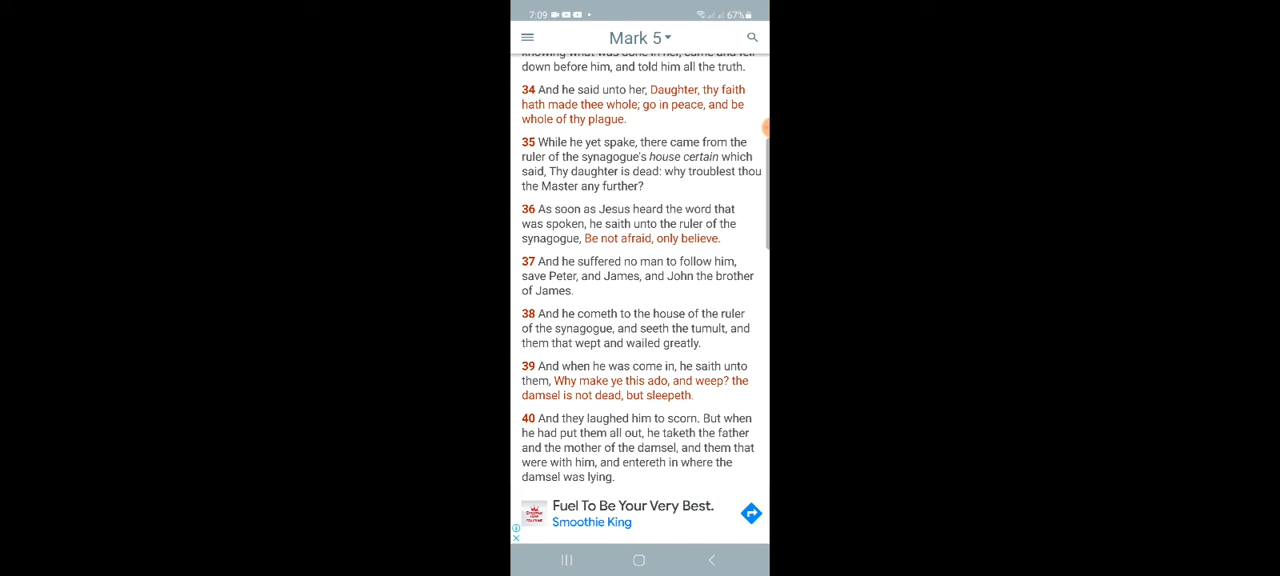 7:09
67%
Mark 5
knowing what was done in her, came and fell
down before him, and told him all the truth.
34 And he said unto her, Daughter, thy faith
hath made thee whole; go in peace, and be
whole of thy plague.
35 While he yet spake, there came from the
ruler of the synagogue's house certain which
said, Thy daughter is dead: why troublest thou
the Master any further?
36 As soon as Jesus heard the word that
was spoken, he saith unto the ruler of the
synagogue, Be not afraid, only believe.
37 And he suffered no man to follow him,
save Peter, and James, and John the brother
of James.
38 And he cometh to the house of the ruler
of the synagogue, and seeth the tumult, and
them that wept and wailed greatly.
39 And when he was come in, he saith unto
them, Why make ye this ado, and weep? the
damsel is not dead, but sleepeth.
40 And they laughed him to scorn. But when
he had put them all out, he taketh the father
and the mother of the damsel, and them that
were with him, and entereth in where the
damsel was lying.
Fuel To Be Your Very Best.
Smoothie King